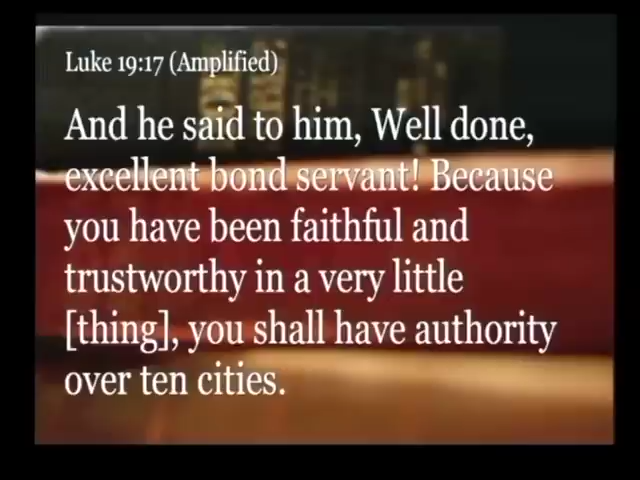 Luke 19:17 (Amplified)
And he said to him, Well done,
excellent bond servant! Because
you have been faithful and
trustworthy in a very little
[thing], you shall have authority
over ten cities.